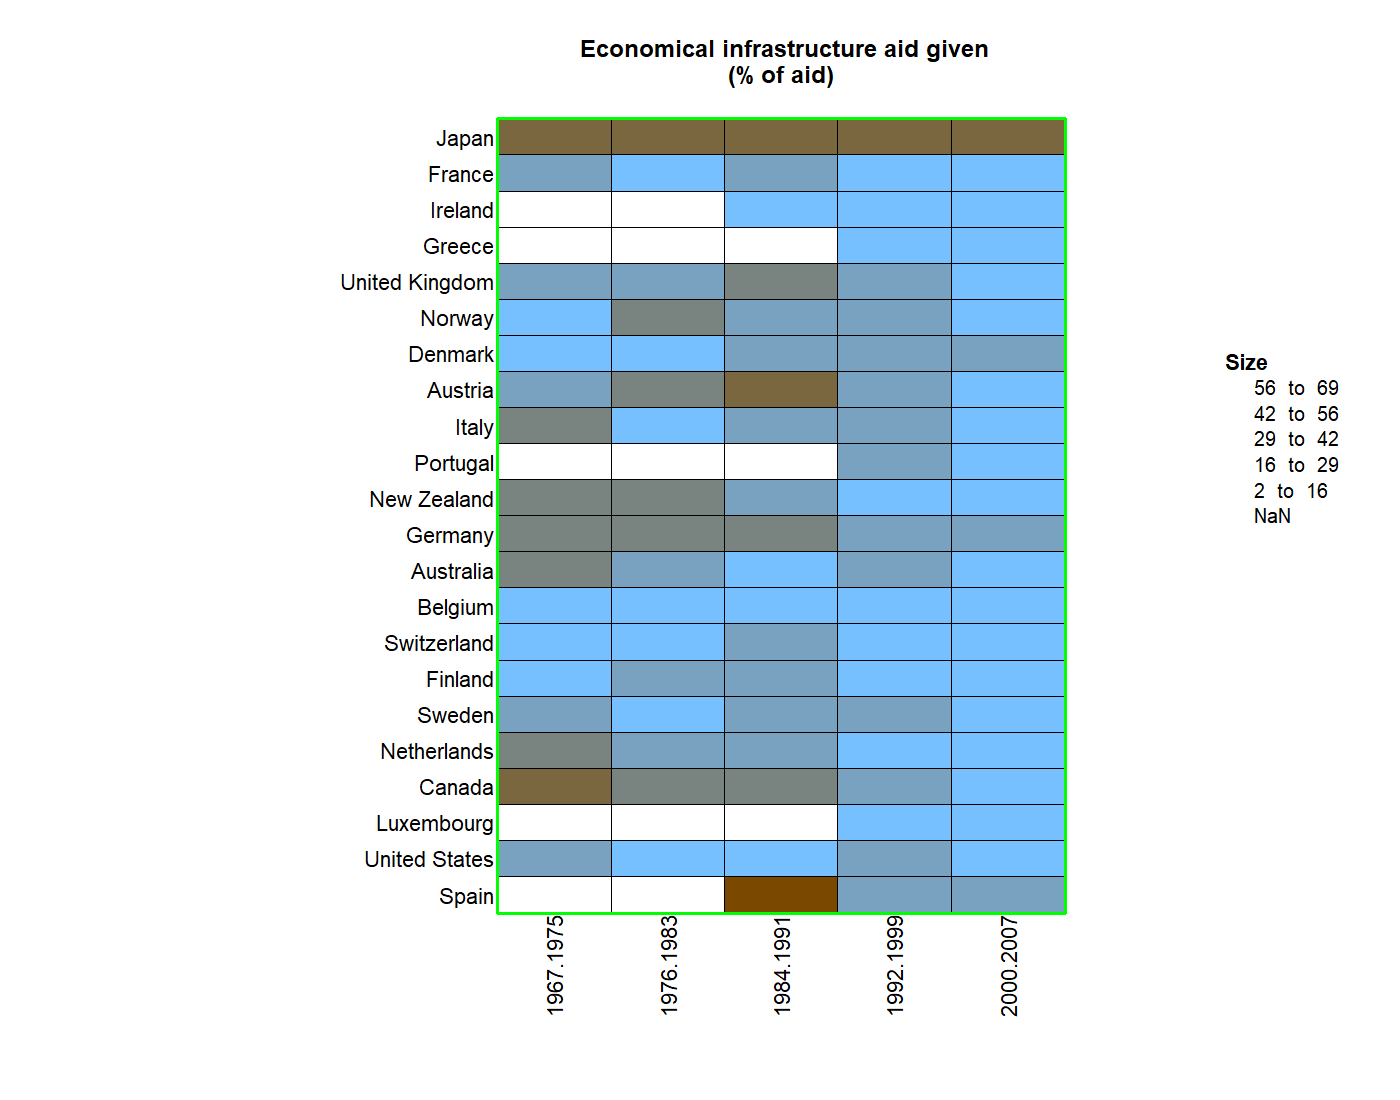 Economical infrastructure aid given
(% of aid)
Japan
France
Ireland
Greece
United Kingdom
Norway
Denmark
Austria
Italy
Portugal
New Zealand
Germany
Australia
Belgium
Switzerland
Finland
Sweden
Netherlands
Canada
Luxembourg
United States
Spain
1967.1975
1976.1983
1984.1991
1992.1999
2000.2007
Size
56 to 69
42 to 56
29 to 42
16 to 29
2 to 16
NaN